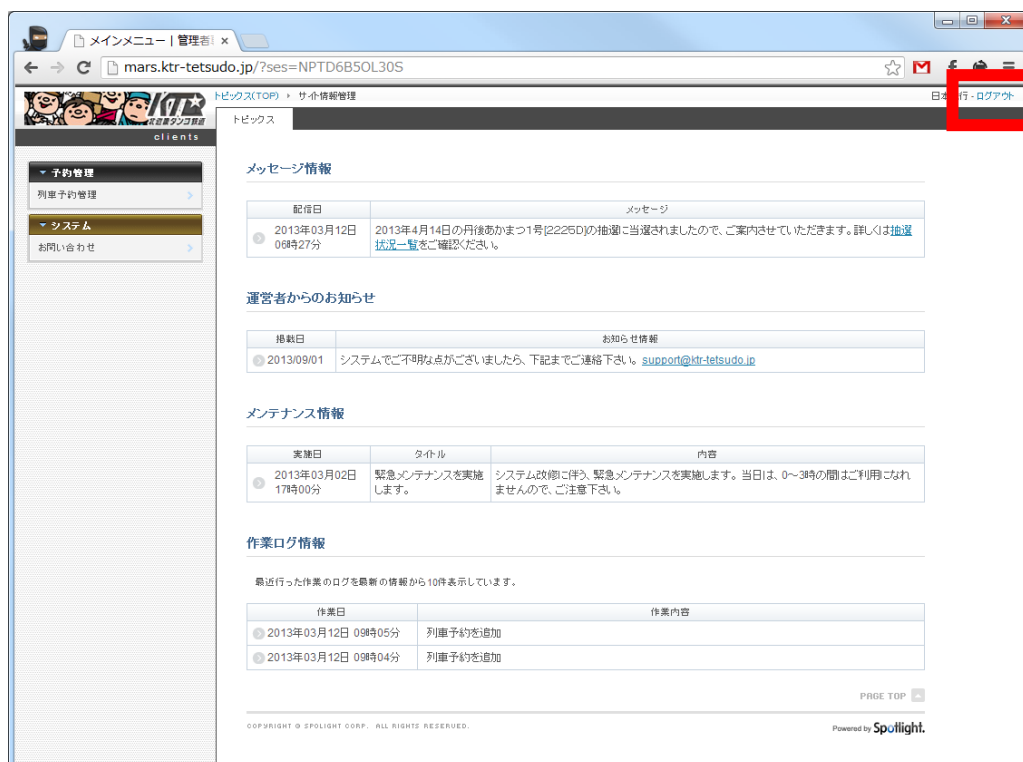 メインメニュー | 管理者
mars.ktr-tetsudo.jp/?ses=NPTD6B5OL30S
トピックス(TOP) サイト情報管理
ログアウト
KTR
北近畿タンゴ鉄道
clients
トピックス
予約管理
列車予約管理
システム
お問い合わせ
メッセージ情報
配信日 メッセージ
2013年03月12日 06時27分
2013年4月14日の丹後あかまつ1号[2225D]の抽選に当選されましたので、ご案内させていただきます。詳しくは抽選
状況一覧をご確認ください。
運営者からのお知らせ
掲載日 お知らせ情報
2013/09/01 システムでご不明な点がございましたら、下記までご連絡下さい。 support@ktr-tetsudo.jp
メンテナンス情報
実施日 タイトル 内容
2013年03月02日 17時00分
緊急メンテナンスを実施
します。
システム改修に伴う、緊急メンテナンスを実施します。当日は、0～3時の間はご利用になれ
ませんので、ご注意下さい。
作業ログ情報
最近行った作業のログを最新の情報から10件表示しています。
作業日 作業内容
2013年03月12日 09時05分 列車予約を追加
2013年03月12日 09時04分 列車予約を追加
PAGE TOP
COPYRIGHT © SPOLIGHT CORP. ALL RIGHTS RESERVED.
Powered by Spotlight.